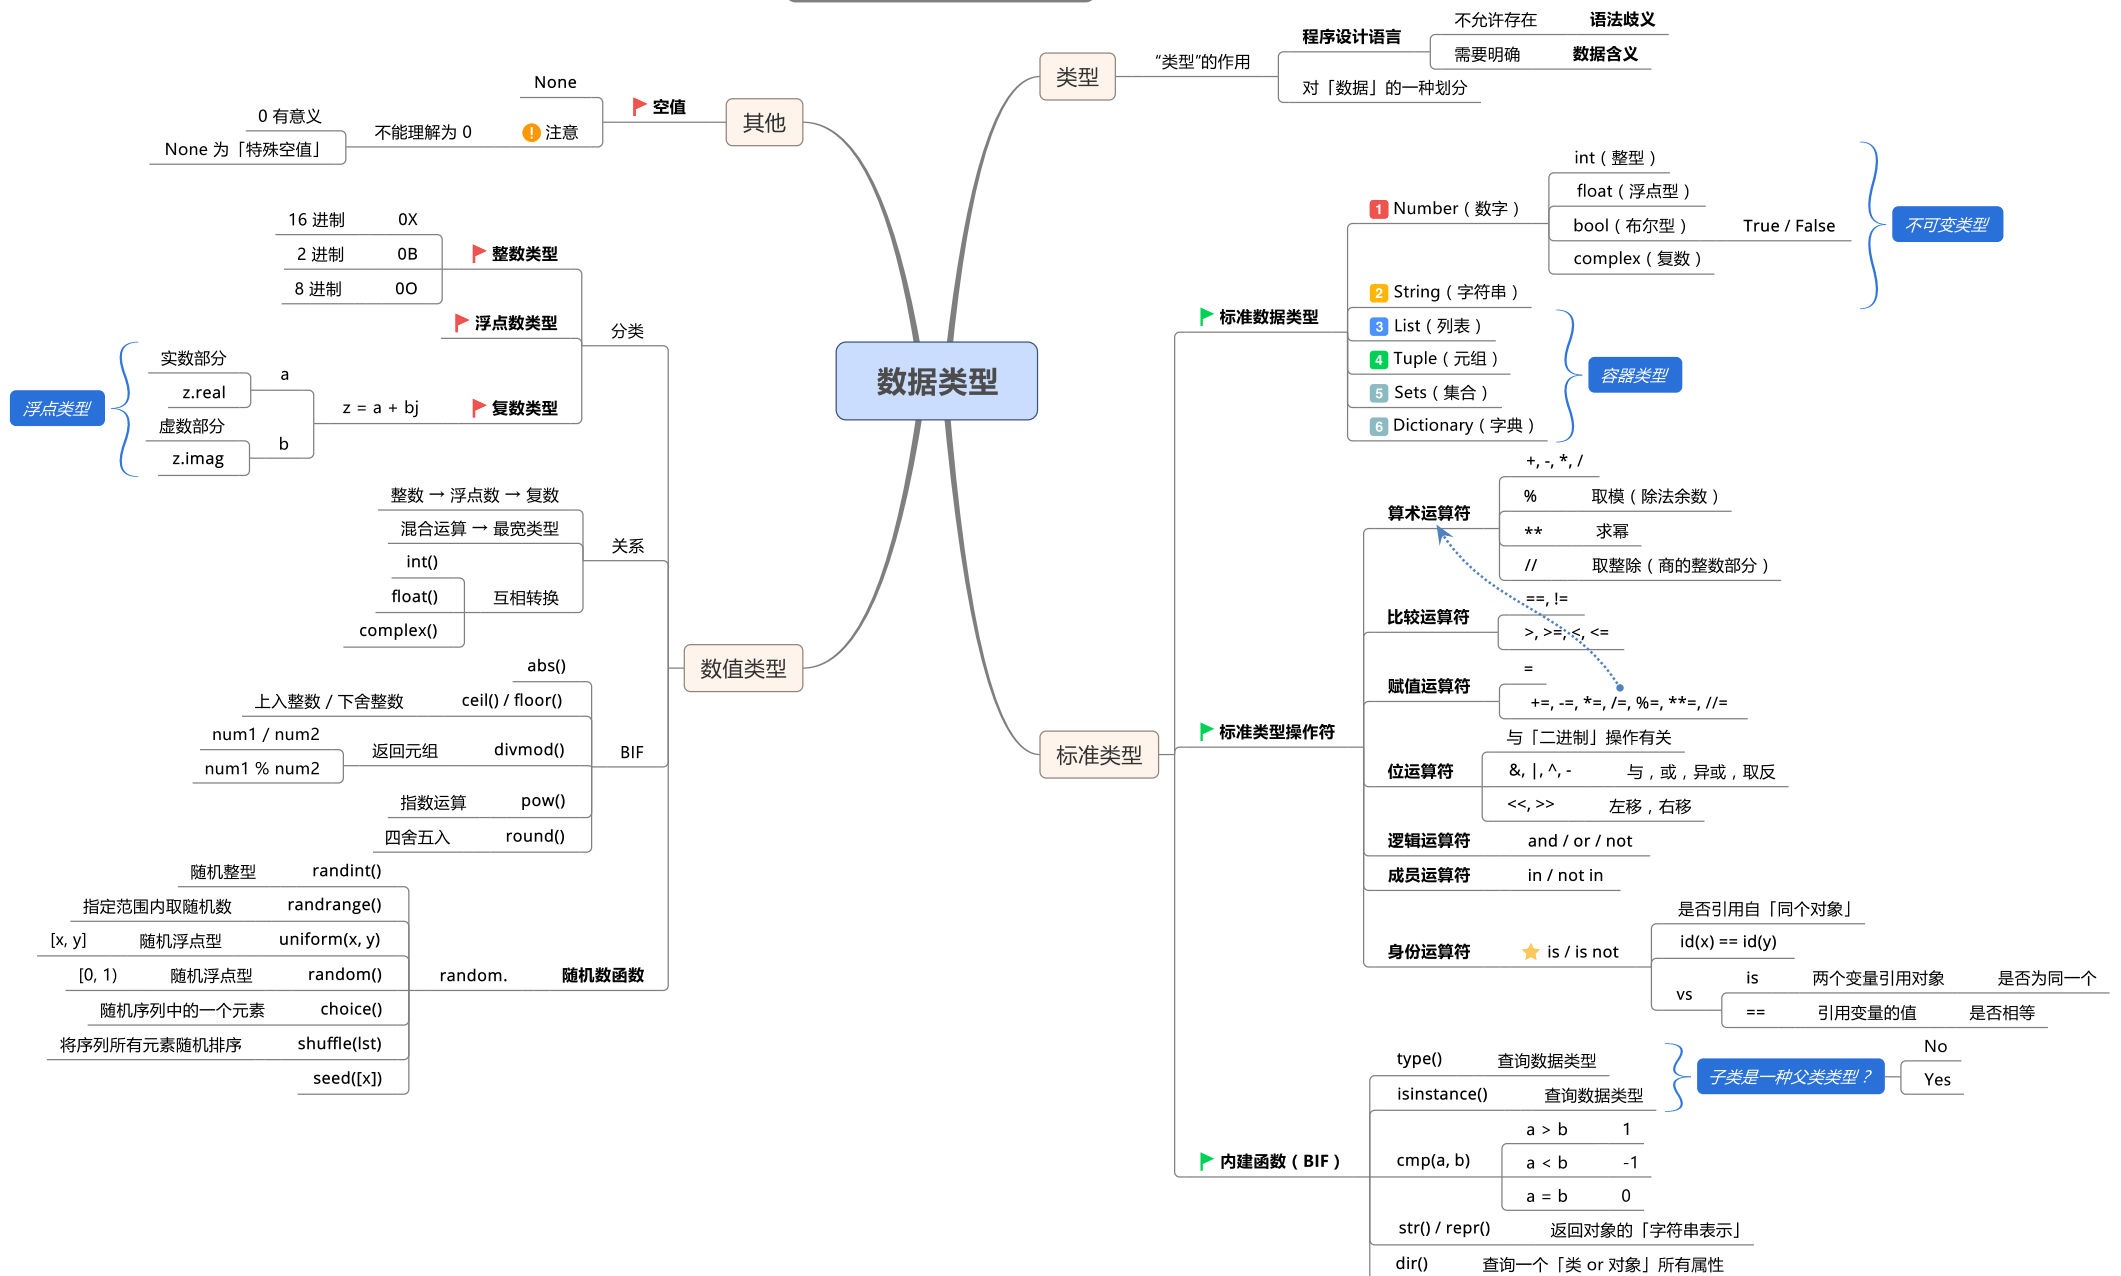 数据类型
类型
“类型”的作用
程序设计语言
不允许存在 语法歧义
需要明确 数据含义
对「数据」的一种划分
标准类型
标准数据类型
1 Number（数字）
int（整型）
float（浮点型）
bool（布尔型） True / False
complex（复数）
2 String（字符串）
不可变类型
3 List（列表）
4 Tuple（元组）
5 Sets（集合）
6 Dictionary（字典）
容器类型
标准类型操作符
算术运算符
+, -, *, /
% 取模（除法余数）
** 求幂
// 取整除（商的整数部分）
比较运算符
==, !=
>, >=, <, <=
赋值运算符
=
+=, -=, *=, /=, %=, **=, //=
位运算符
与「二进制」操作有关
&, |, ^, - 与，或，异或，取反
<<, >> 左移，右移
逻辑运算符 and / or / not
成员运算符 in / not in
身份运算符 is / is not
是否引用自「同个对象」
id(x) == id(y)
vs
is 两个变量引用对象 是否为同一个
== 引用变量的值 是否相等
内建函数（BIF）
type() 查询数据类型
isinstance() 查询数据类型
子类是一种父类类型？
No
Yes
cmp(a, b)
a > b 1
a < b -1
a = b 0
str() / repr() 返回对象的「字符串表示」
dir() 查询一个「类 or 对象」所有属性
其他
空值
None
! 注意
不能理解为 0
0 有意义
None 为「特殊空值」
数值类型
分类
整数类型
16 进制 0X
2 进制 0B
8 进制 0O
浮点数类型
复数类型
z = a + bj
a
实数部分
z.real
b
虚数部分
z.imag
浮点类型
关系
整数 → 浮点数 → 复数
混合运算 → 最宽类型
互相转换
int()
float()
complex()
BIF
abs()
上入整数 / 下舍整数 ceil() / floor()
返回元组 divmod()
num1 / num2
num1 % num2
指数运算 pow()
四舍五入 round()
随机数函数
random.
随机整型 randint()
指定范围内取随机数 randrange()
[x, y] 随机浮点型 uniform(x, y)
[0, 1) 随机浮点型 random()
随机序列中的一个元素 choice()
将序列所有元素随机排序 shuffle(lst)
seed([x])